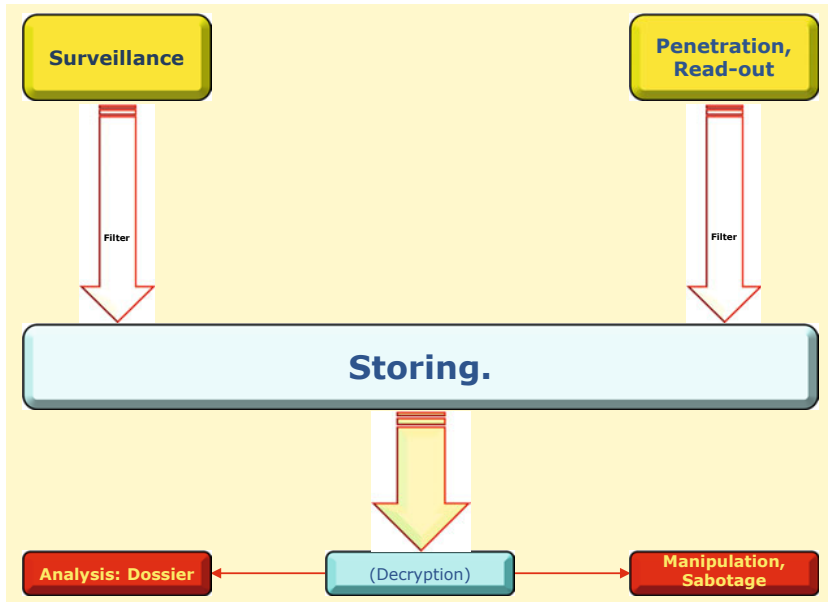 Surveillance
Penetration,
Read-out
Filter
Filter
Storing.
Analysis: Dossier
(Decryption)
Manipulation,
Sabotage